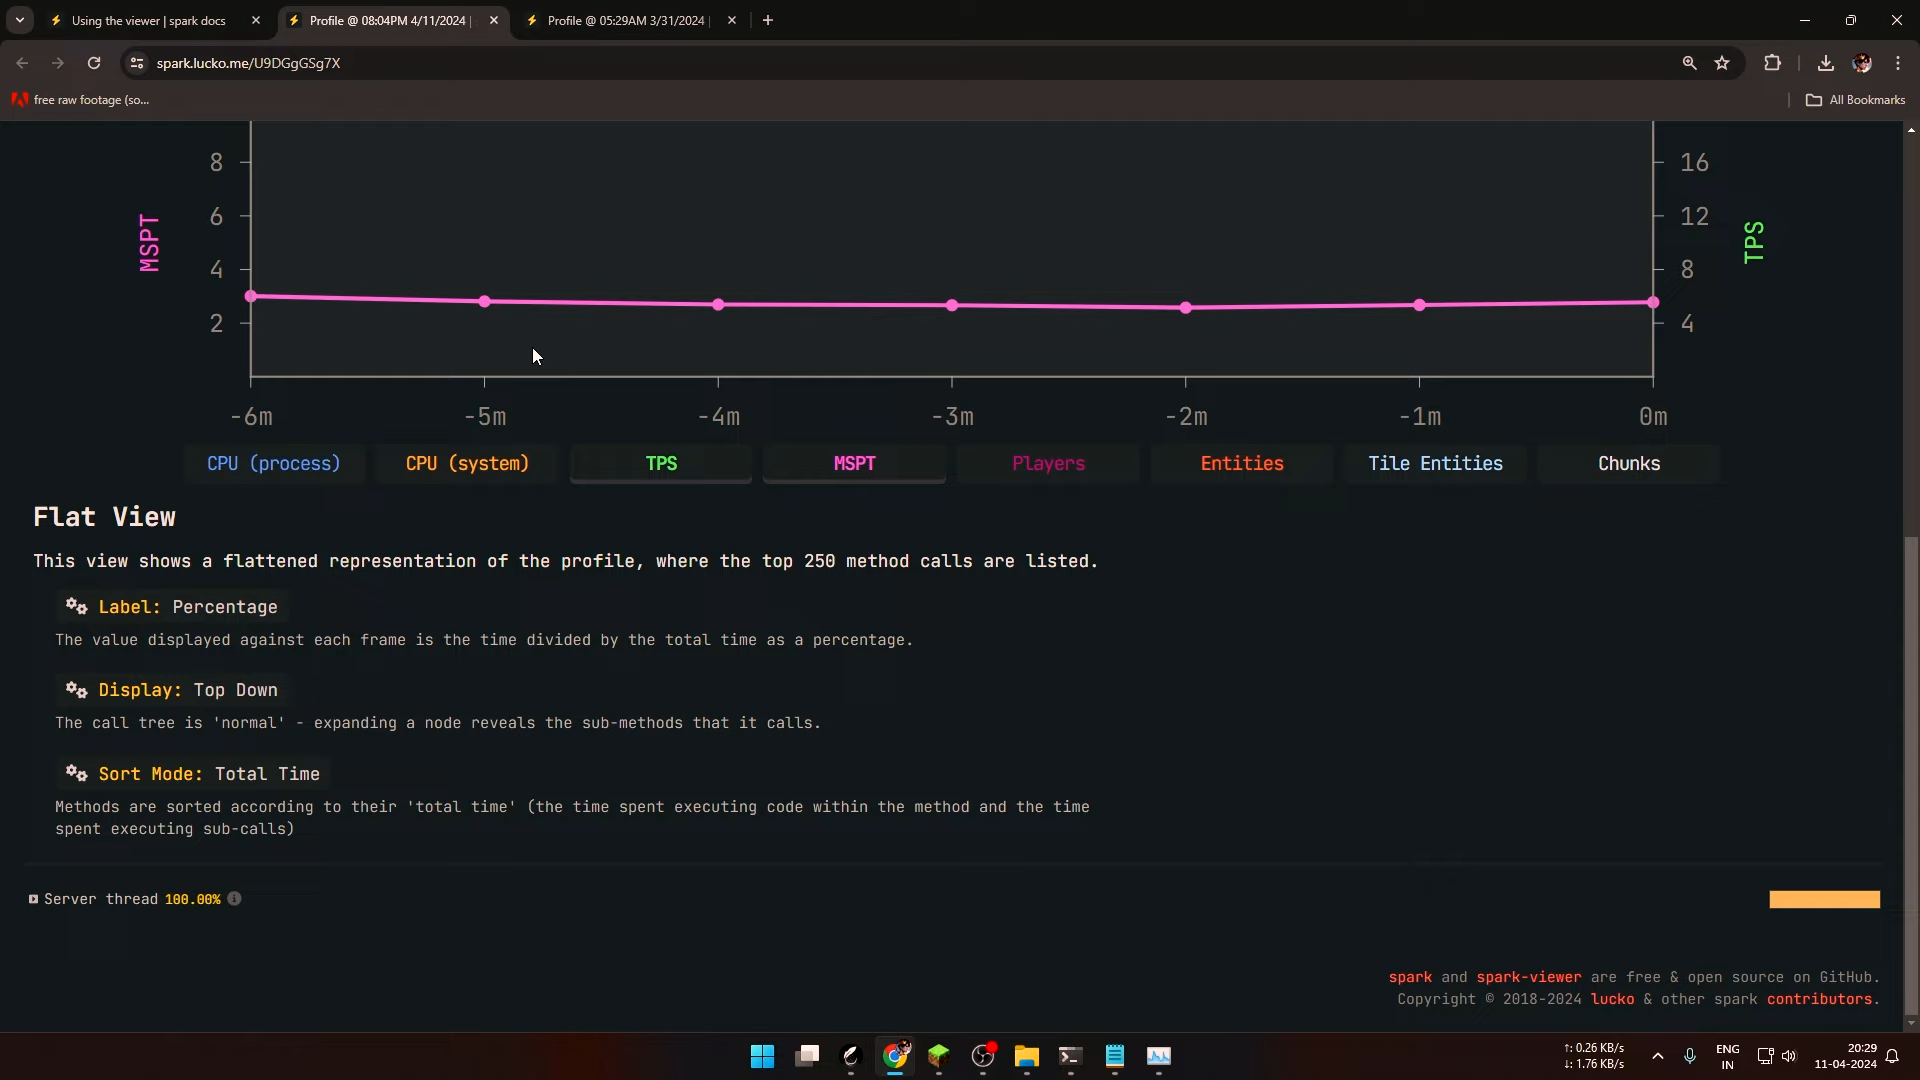 Using the viewer | spark docs
Profile @ 08:04PM 4/11/2024 |
Profile @ 05:29AM 3/31/2024 |
spark.lucko.me/U9DGgGSg7X
free raw footage (so...
All Bookmarks
8
16
6
12
MSPT
TPS
4
8
2
4
-6m
-5m
-4m
-3m
-2m
-1m
0m
CPU (process)
CPU (system)
TPS
MSPT
Players
Entities
Tile Entities
Chunks
Flat View
This view shows a flattened representation of the profile, where the top 250 method calls are listed.
Label: Percentage
The value displayed against each frame is the time divided by the total time as a percentage.
Display: Top Down
The call tree is 'normal' - expanding a node reveals the sub-methods that it calls.
Sort Mode: Total Time
Methods are sorted according to their 'total time' (the time spent executing code within the method and the time
spent executing sub-calls)
Server thread 100.00%
spark and spark-viewer are free & open source on GitHub.
Copyright © 2018-2024 lucko & other spark contributors.
↑: 0.26 KB/s
↓: 1.76 KB/s
ENG
IN
20:29
11-04-2024